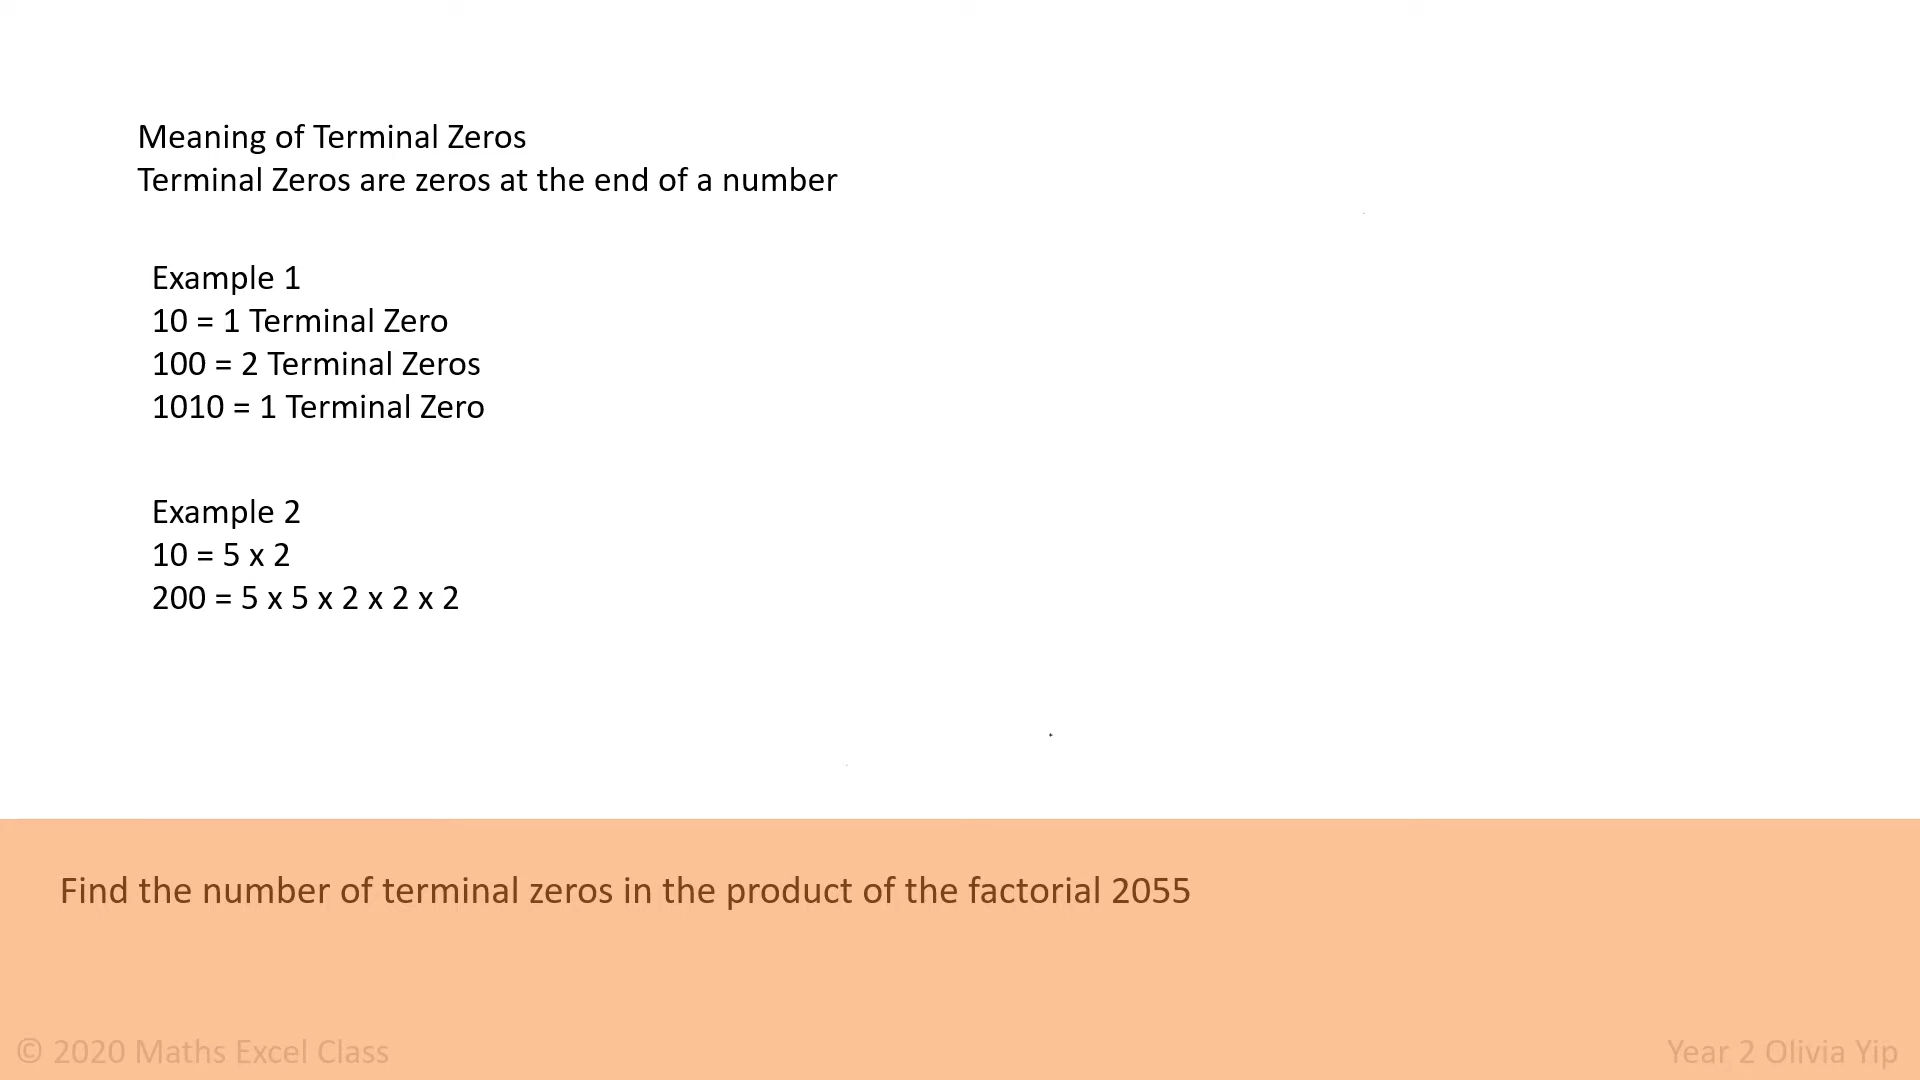 Meaning of Terminal Zeros
Terminal Zeros are zeros at the end of a number
Example 1
10 = 1 Terminal Zero
100 = 2 Terminal Zeros
1010 = 1 Terminal Zero
Example 2
10 = 5 x 2
200 = 5 x 5 x 2 x 2 x 2
Find the number of terminal zeros in the product of the factorial 2055
© 2020 Maths Excel Class
Year 2 Olivia Yip